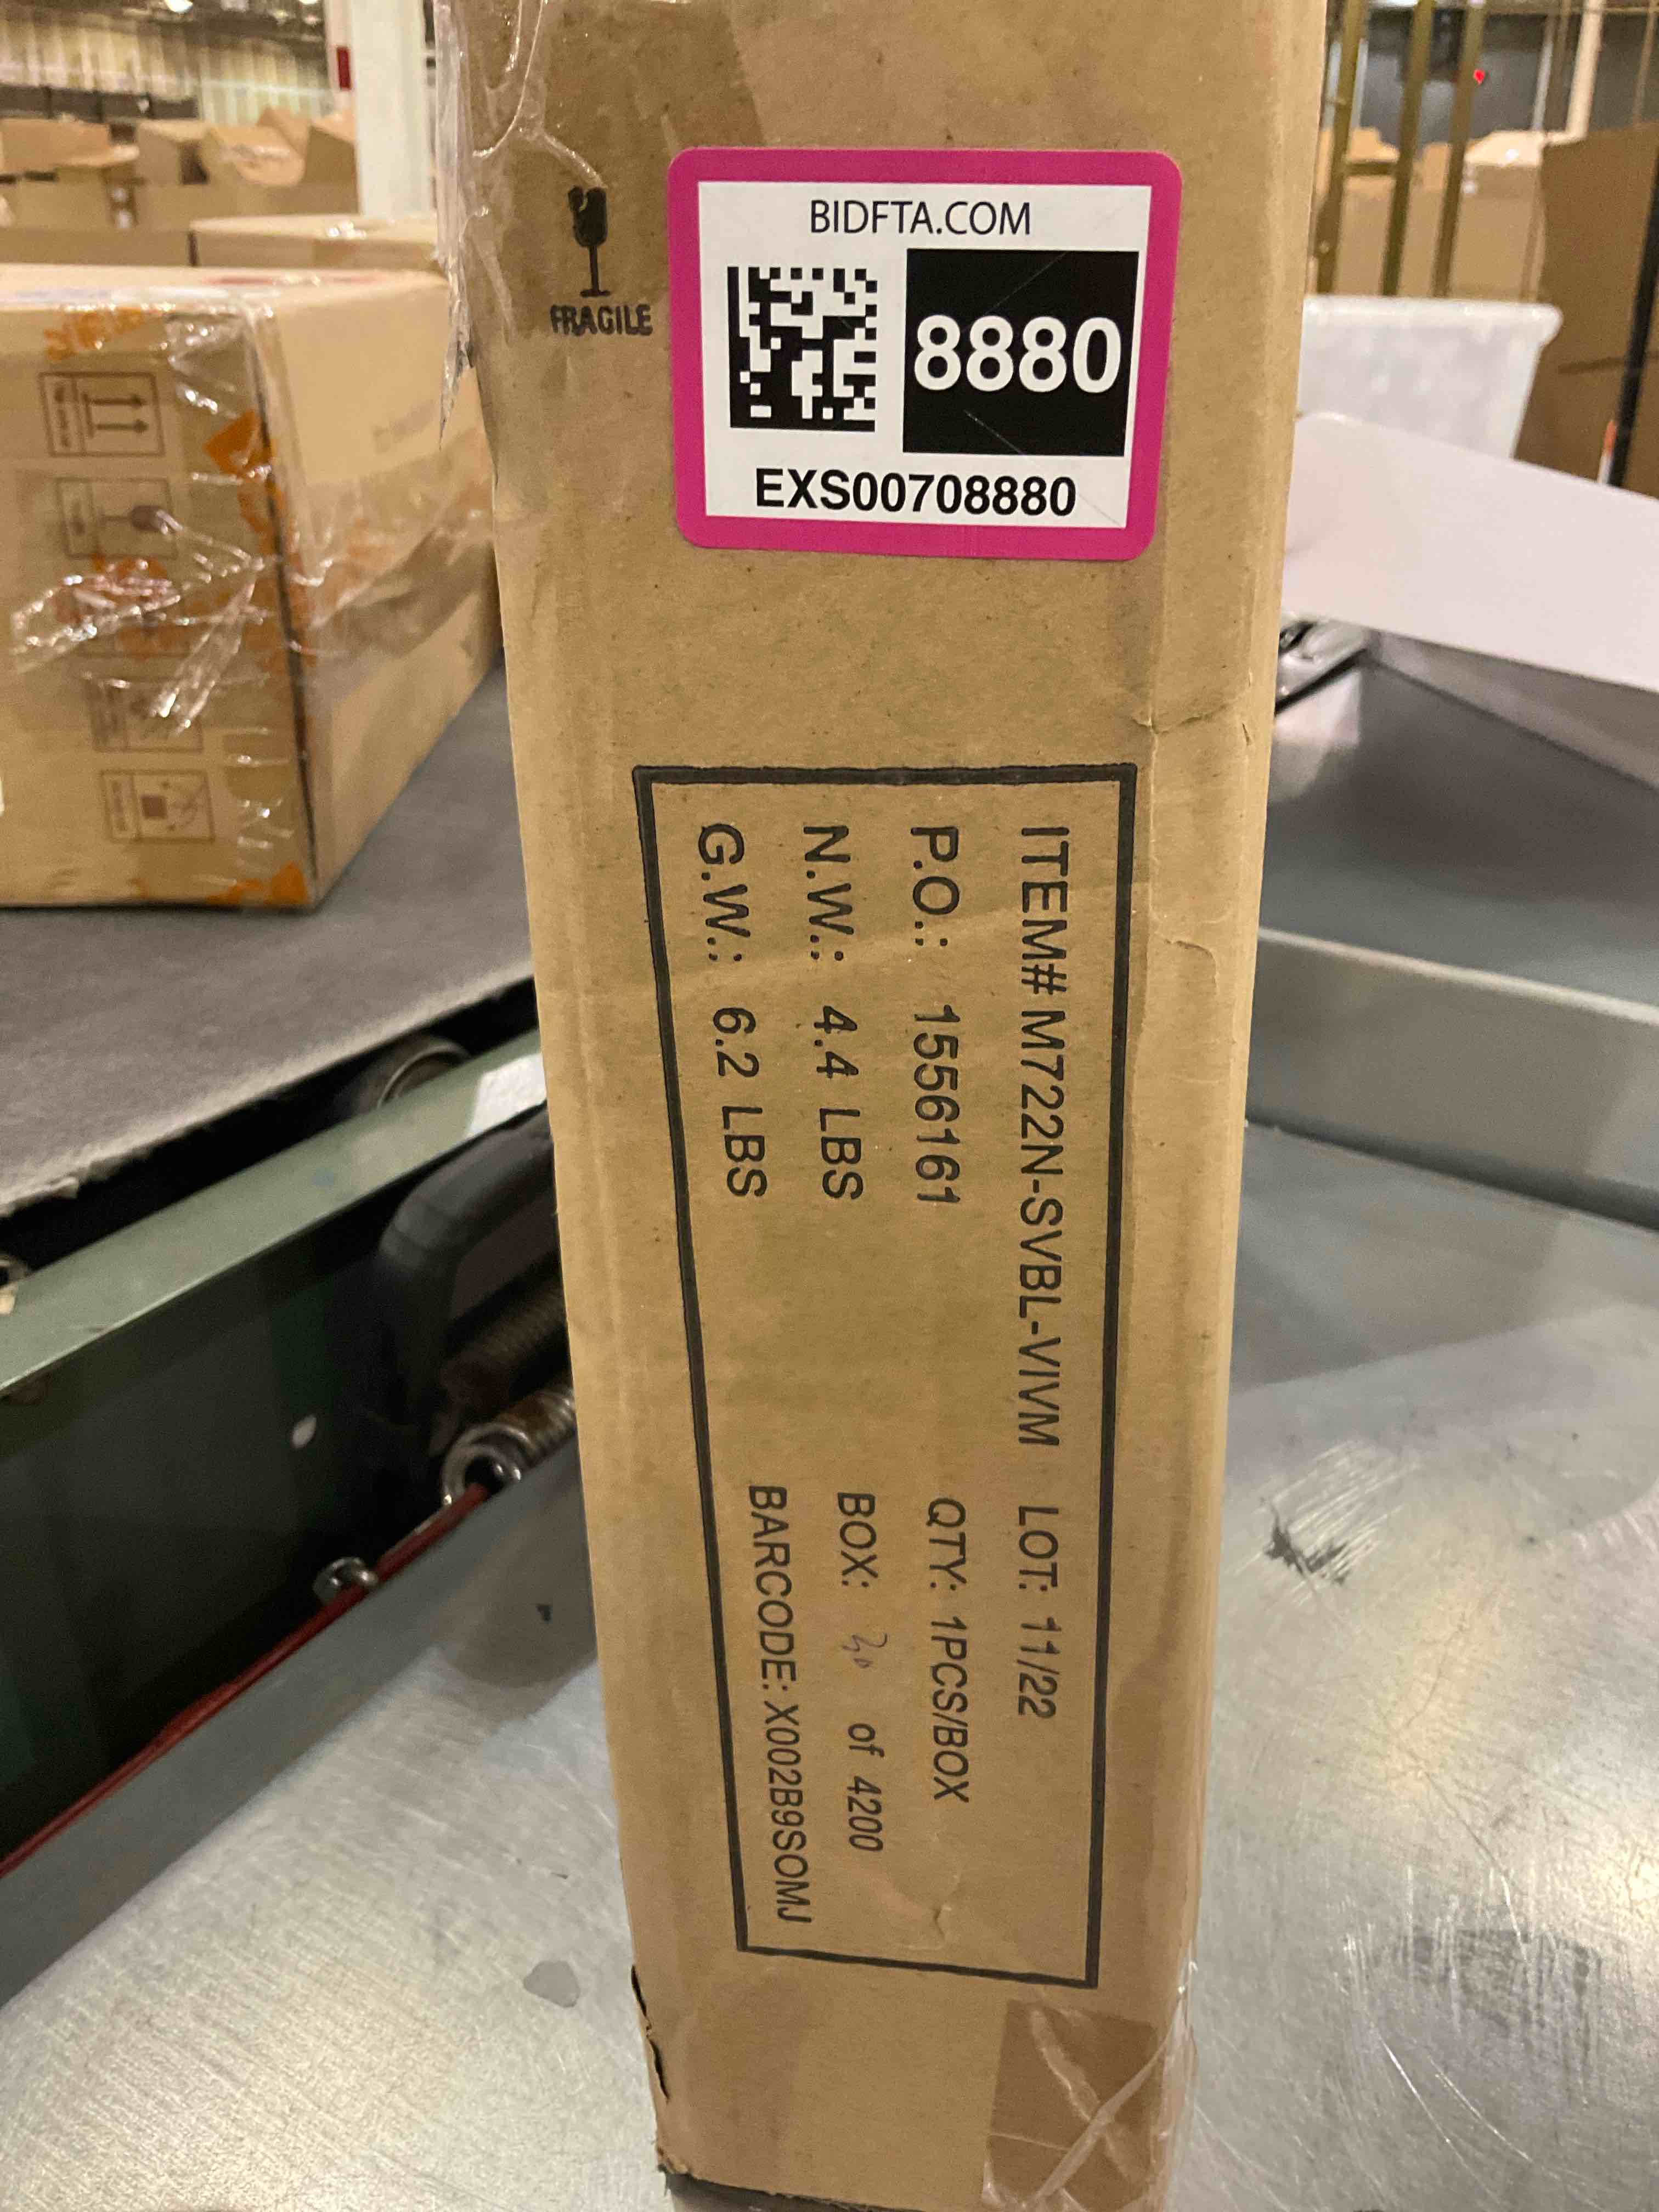 FRAGILE
BIDFTA.COM
8880
EXS00708880
ITEM# M722N-SVBL-VIVM LOT: 11/22
P.O.: 1556161 QTY: 1PCS/BOX
N.W.: 4.4 LBS BOX: of 4200
G.W.: 6.2 LBS BARCODE: X002B9SOMJ